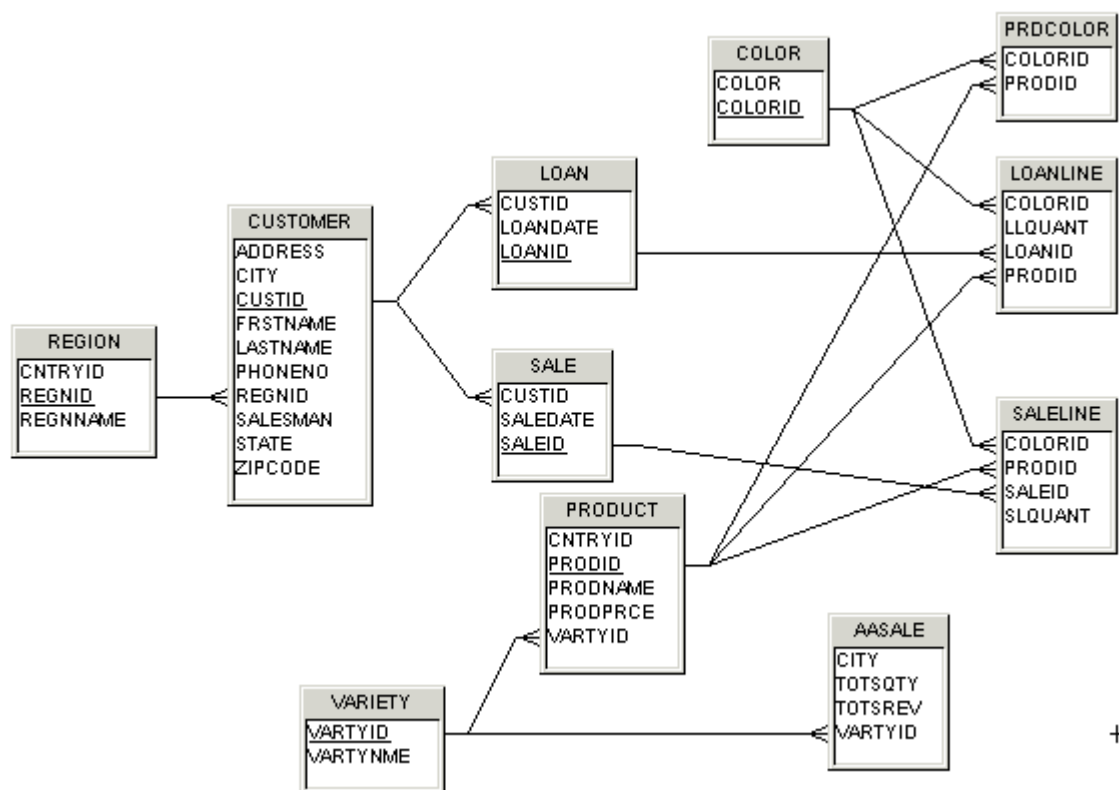 PRDCOLOR
COLORID
PRODID
COLOR
COLOR
COLORID
LOAN
CUSTID
LOANDATE
LOANID
LOANLINE
COLORID
LLQUANT
LOANID
PRODID
CUSTOMER
ADDRESS
CITY
CUSTID
FRSTNAME
LASTNAME
PHONENO
REGNID
SALESMAN
STATE
ZIPCODE
REGION
CNTRYID
REGNID
REGNNAME
SALE
CUSTID
SALEDATE
SALEID
SALELINE
COLORID
PRODID
SALEID
SLQUANT
PRODUCT
CNTRYID
PRODID
PRODNAME
PRODPRCE
VARTYID
AASALE
CITY
TOTSQTY
TOTSREV
VARTYID
VARIETY
VARTYID
VARTYNME